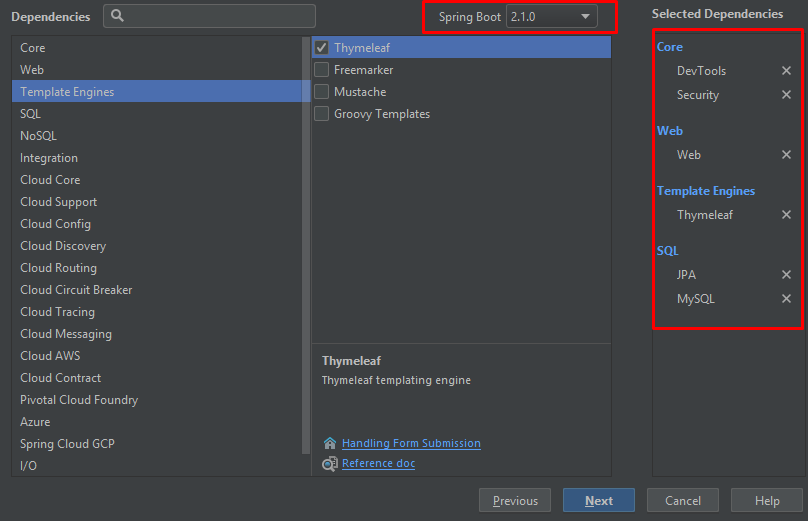 Dependencies
Spring Boot 2.1.0
Selected Dependencies
Core
Web
Template Engines
SQL
NoSQL
Integration
Cloud Core
Cloud Support
Cloud Config
Cloud Discovery
Cloud Routing
Cloud Circuit Breaker
Cloud Tracing
Cloud Messaging
Cloud AWS
Cloud Contract
Pivotal Cloud Foundry
Azure
Spring Cloud GCP
I/O
Thymeleaf
Freemarker
Mustache
Groovy Templates
Thymeleaf
Thymeleaf templating engine
Handling Form Submission
Reference doc
Core
DevTools
Security
Web
Web
Template Engines
Thymeleaf
SQL
JPA
MySQL
Previous
Next
Cancel
Help